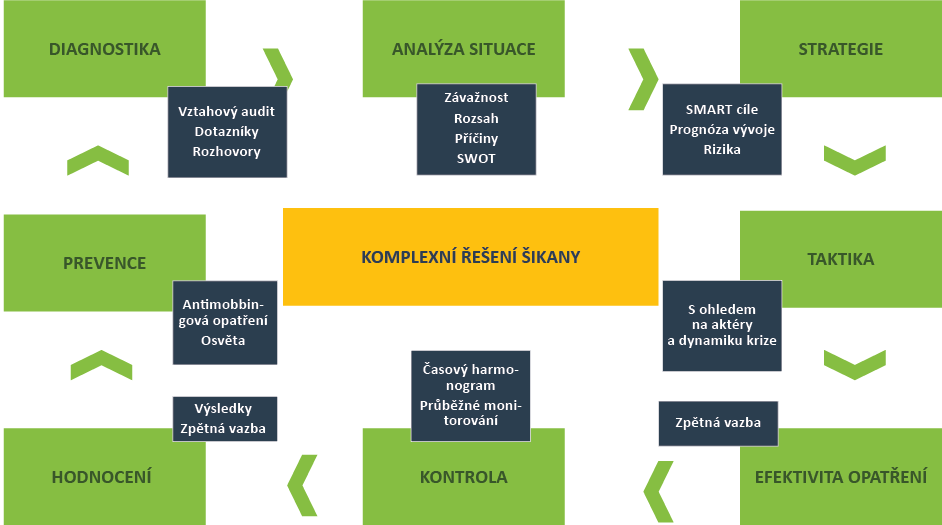 DIAGNOSTIKA
Vztahový audit
Dotazníky
Rozhovory
ANALÝZA SITUACE
Závažnost
Rozsah
Příčiny
SWOT
STRATEGIE
SMART cíle
Prognóza vývoje
Rizika
PREVENCE
Antimobbin-
gová opatření
Osvěta
KOMPLEXNÍ ŘEŠENÍ ŠIKANY
TAKTIKA
S ohledem
na aktéry
a dynamiku krize
Výsledky
Zpětná vazba
HODNOCENÍ
Časový harmo-
nogram
Průběžné moni-
torování
KONTROLA
Zpětná vazba
EFEKTIVITA OPATŘENÍ